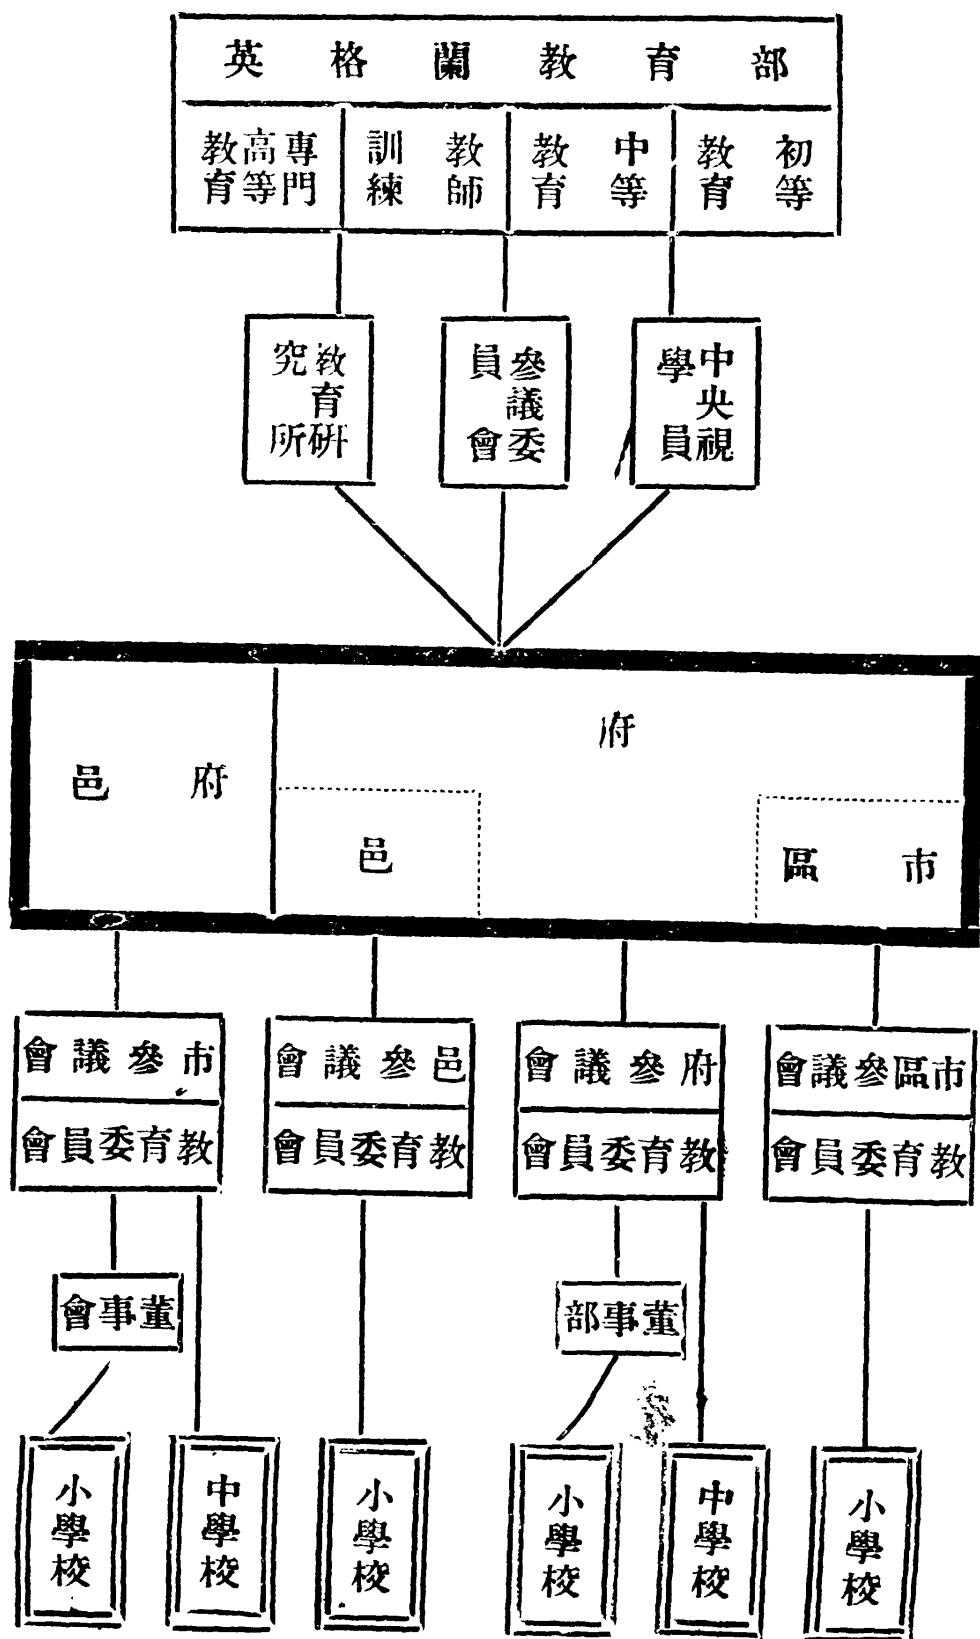 英格蘭教育部
初等教育
中等教育
教師訓練
專門高等教育
中央視學員
參議委員會
教育研究所
府
府邑
邑
市區
市區參議會
教育委員會
府參議會
教育委員會
邑參議會
教育委員會
市參議會
教育委員會
董事部
董事會
小學校
中學校
小學校
小學校
中學校
小學校